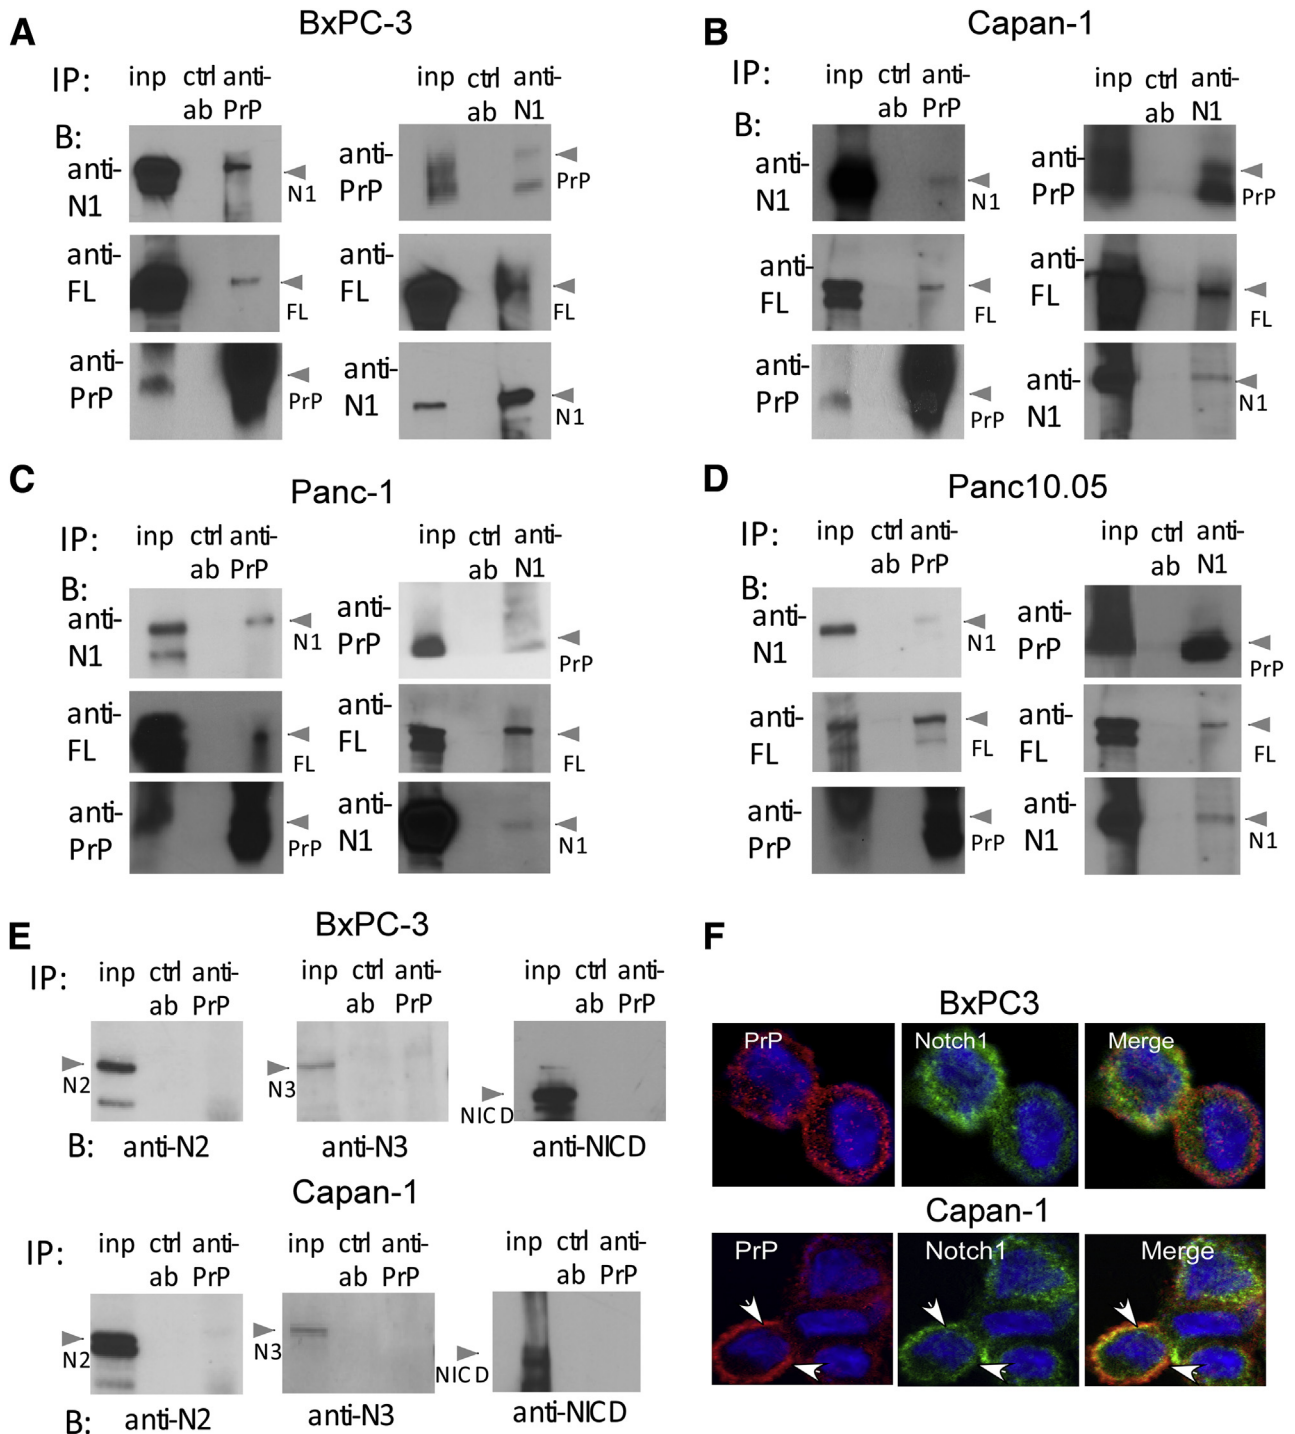 A
BxPC-3
IP:
inp
ctrl
ab
anti-
PrP
B:
anti-
N1
N1
anti-
FL
FL
anti-
PrP
PrP
inp
ctrl
ab
anti-
N1
anti-
PrP
PrP
anti-
FL
FL
anti-
N1
N1
B
Capan-1
IP:
inp
ctrl
ab
anti-
PrP
B:
anti-
N1
N1
anti-
FL
FL
anti-
PrP
PrP
inp
ctrl
ab
anti-
N1
anti-
PrP
PrP
anti-
FL
FL
anti-
N1
N1
C
Panc-1
IP:
inp
ctrl
ab
anti-
PrP
B:
anti-
N1
N1
anti-
FL
FL
anti-
PrP
PrP
inp
ctrl
ab
anti-
N1
anti-
PrP
PrP
anti-
FL
FL
anti-
N1
N1
D
Panc10.05
IP:
inp
ctrl
ab
anti-
PrP
B:
anti-
N1
N1
anti-
FL
FL
anti-
PrP
PrP
inp
ctrl
ab
anti-
N1
anti-
PrP
PrP
anti-
FL
FL
anti-
N1
N1
E
BxPC-3
IP:
inp
ctrl
ab
anti-
PrP
N2
inp
ctrl
ab
anti-
PrP
N3
inp
ctrl
ab
anti-
PrP
NICD
B:
anti-N2
anti-N3
anti-NICD
Capan-1
IP:
inp
ctrl
ab
anti-
PrP
N2
inp
ctrl
ab
anti-
PrP
N3
inp
ctrl
ab
anti-
PrP
NICD
B:
anti-N2
anti-N3
anti-NICD
F
BxPC3
PrP
Notch1
Merge
Capan-1
PrP
Notch1
Merge